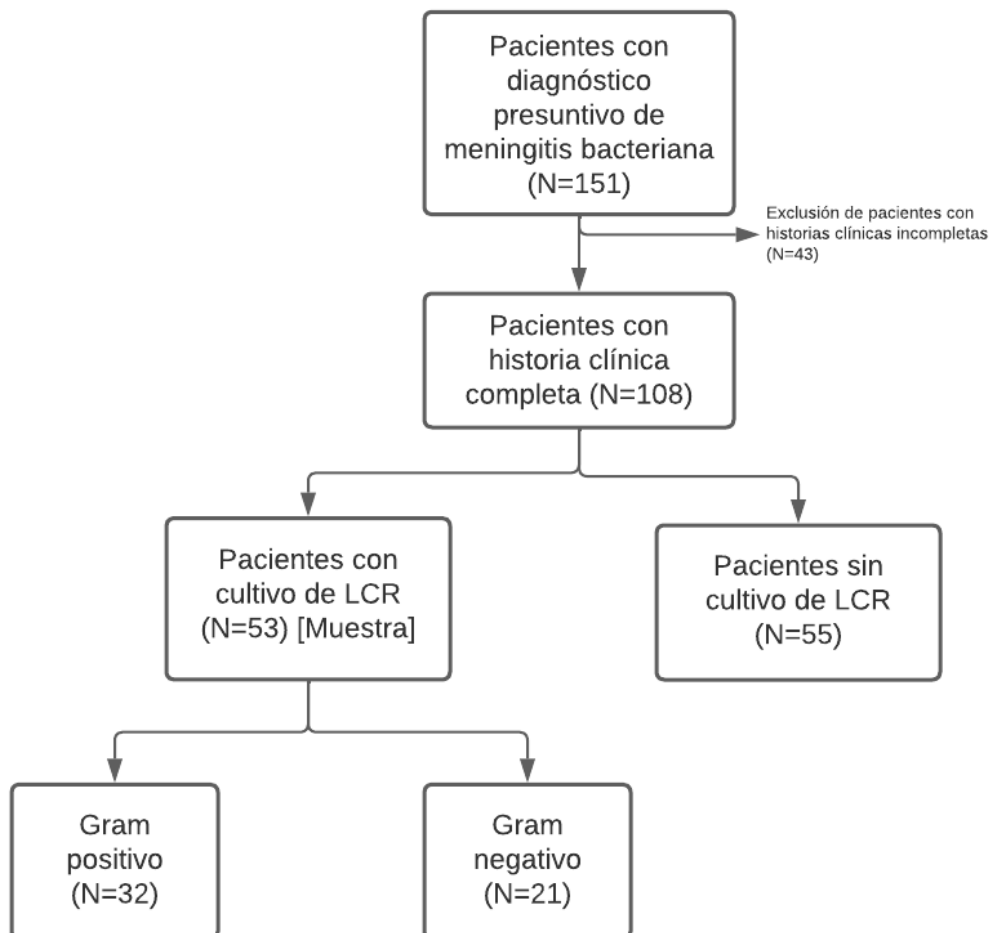 Pacientes con
diagnóstico
presuntivo de
meningitis bacteriana
(N=151)
Exclusión de pacientes con
historias clínicas incompletas
(N=43)
Pacientes con
historia clínica
completa (N=108)
Pacientes con
cultivo de LCR
(N=53) [Muestra]
Pacientes sin
cultivo de LCR
(N=55)
Gram
positivo
(N=32)
Gram
negativo
(N=21)